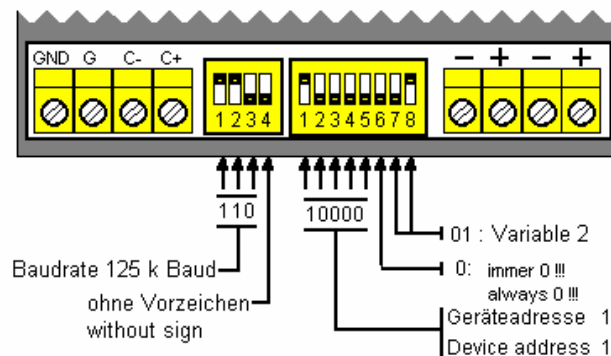 GND G C- C+
- + - +
1 2 3 4
1 2 3 4 5 6 7 8
110
10000
01 : Variable 2
Baudrate 125 k Baud
0: immer 0 !!!
always 0 !!!
ohne Vorzeichen
without sign
Geräteadresse 1
Device address 1